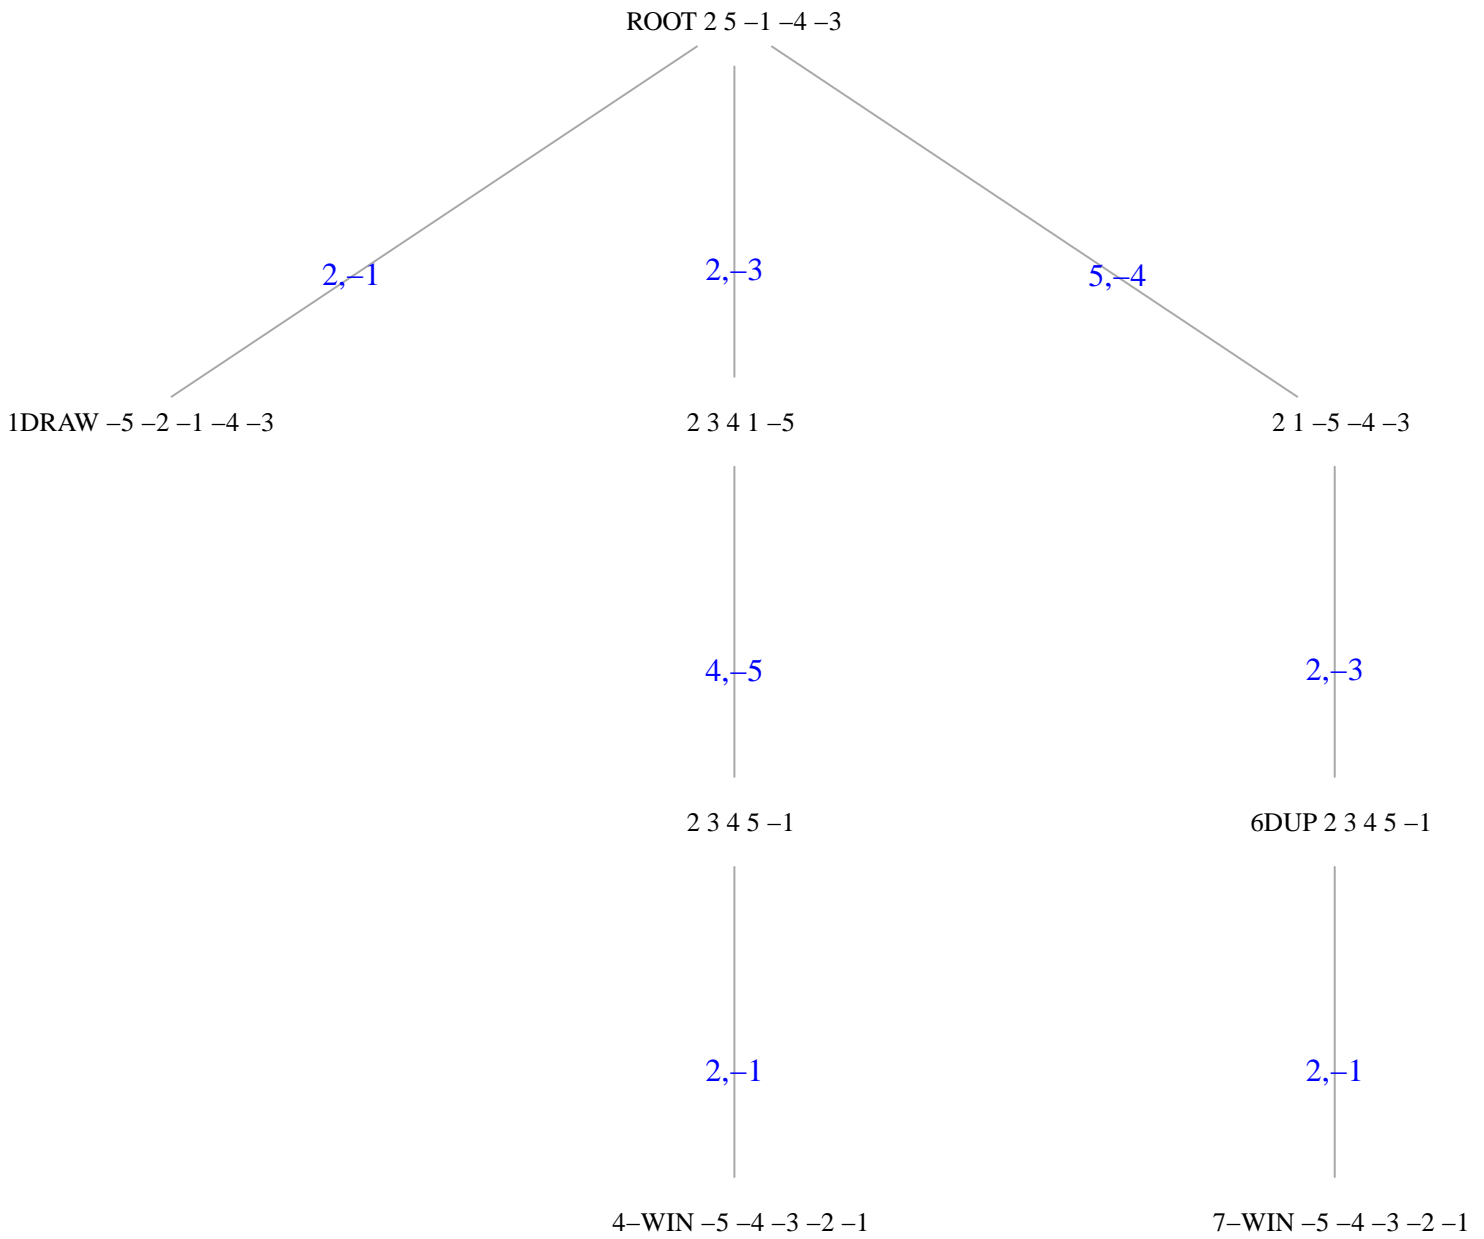 ROOT 2 5 –1 –4 –3
2,–1
2,–3
5,–4
1DRAW –5 –2 –1 –4 –3
2 3 4 1 –5
2 1 –5 –4 –3
4,–5
2,–3
2 3 4 5 –1
6DUP 2 3 4 5 –1
2,–1
2,–1
4–WIN –5 –4 –3 –2 –1
7–WIN –5 –4 –3 –2 –1